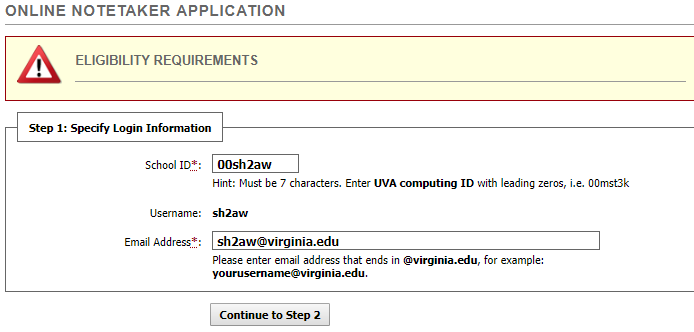 ONLINE NOTETAKER APPLICATION
ELIGIBILITY REQUIREMENTS
Step 1: Specify Login Information
School ID*: 00sh2aw
Hint: Must be 7 characters. Enter UVA computing ID with leading zeros, i.e. 00mst3k
Username: sh2aw
Email Address*: sh2aw@virginia.edu
Please enter email address that ends in @virginia.edu, for example:
yourusername@virginia.edu.
Continue to Step 2